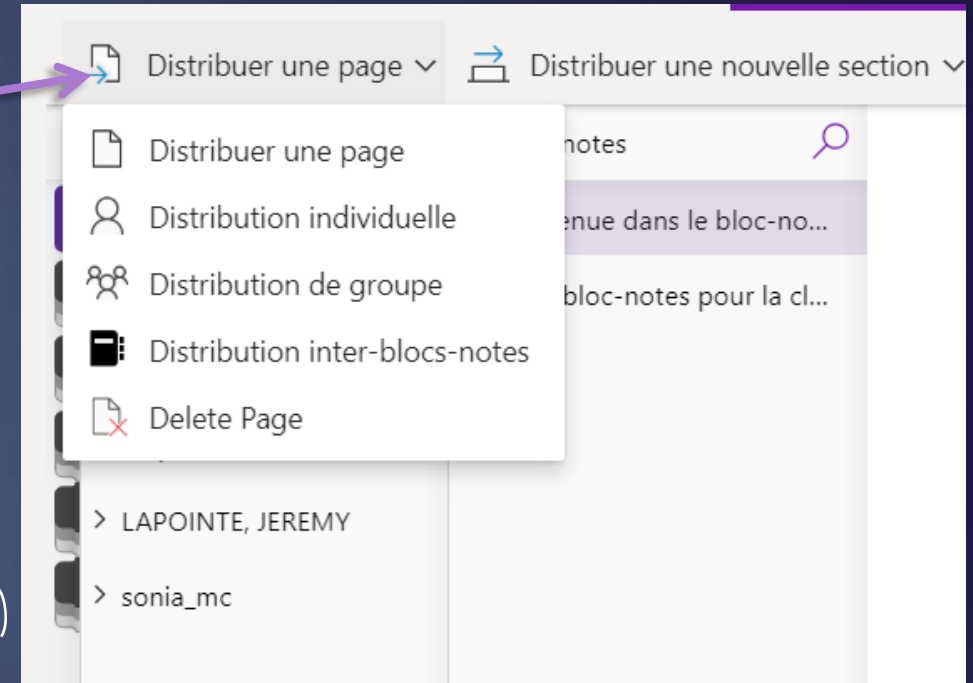 Distribuer une page
Distribuer une nouvelle section
Distribuer une page
notes
Distribution individuelle
enue dans le bloc-no...
Distribution de groupe
bloc-notes pour la cl...
Distribution inter-blocs-notes
Delete Page
LAPOINTE, JEREMY
sonia_mc
)